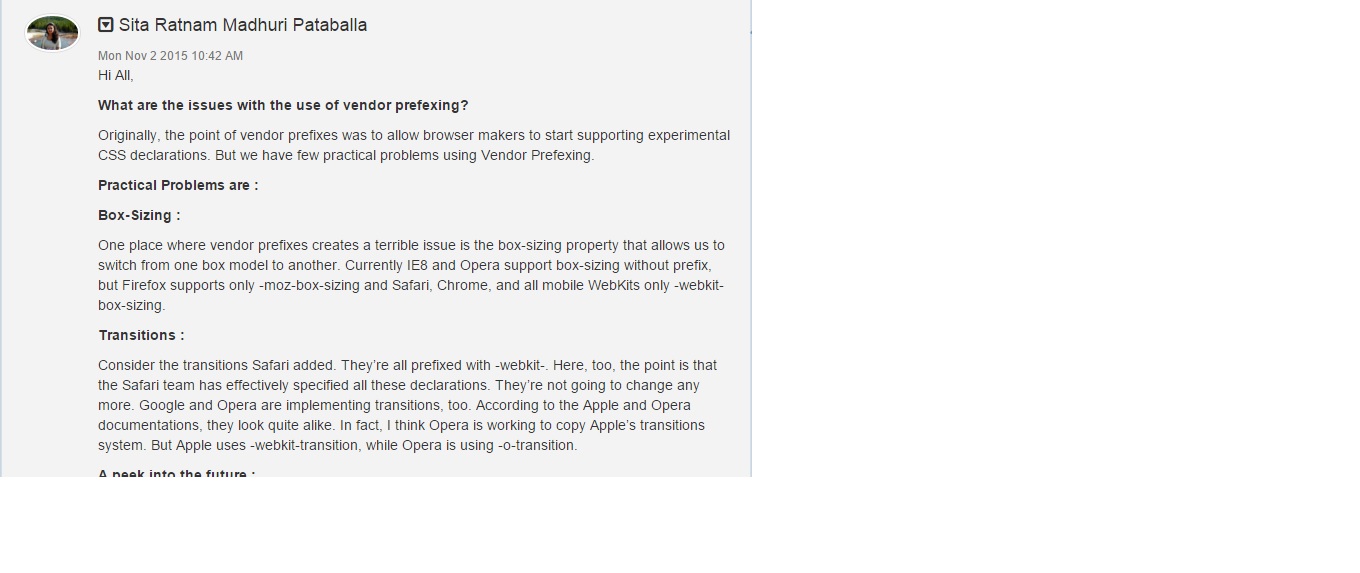 Sita Ratnam Madhuri Pataballa
Mon Nov 2 2015 10:42 AM
Hi All,
What are the issues with the use of vendor prefexing?
Originally, the point of vendor prefixes was to allow browser makers to start supporting experimental
CSS declarations. But we have few practical problems using Vendor Prefexing.
Practical Problems are :
Box-Sizing :
One place where vendor prefixes creates a terrible issue is the box-sizing property that allows us to
switch from one box model to another. Currently IE8 and Opera support box-sizing without prefix,
but Firefox supports only -moz-box-sizing and Safari, Chrome, and all mobile WebKits only -webkit-
box-sizing.
Transitions :
Consider the transitions Safari added. They’re all prefixed with -webkit-. Here, too, the point is that
the Safari team has effectively specified all these declarations. They’re not going to change any
more. Google and Opera are implementing transitions, too. According to the Apple and Opera
documentations, they look quite alike. In fact, I think Opera is working to copy Apple’s transitions
system. But Apple uses -webkit-transition, while Opera is using -o-transition.
A peek into the future :